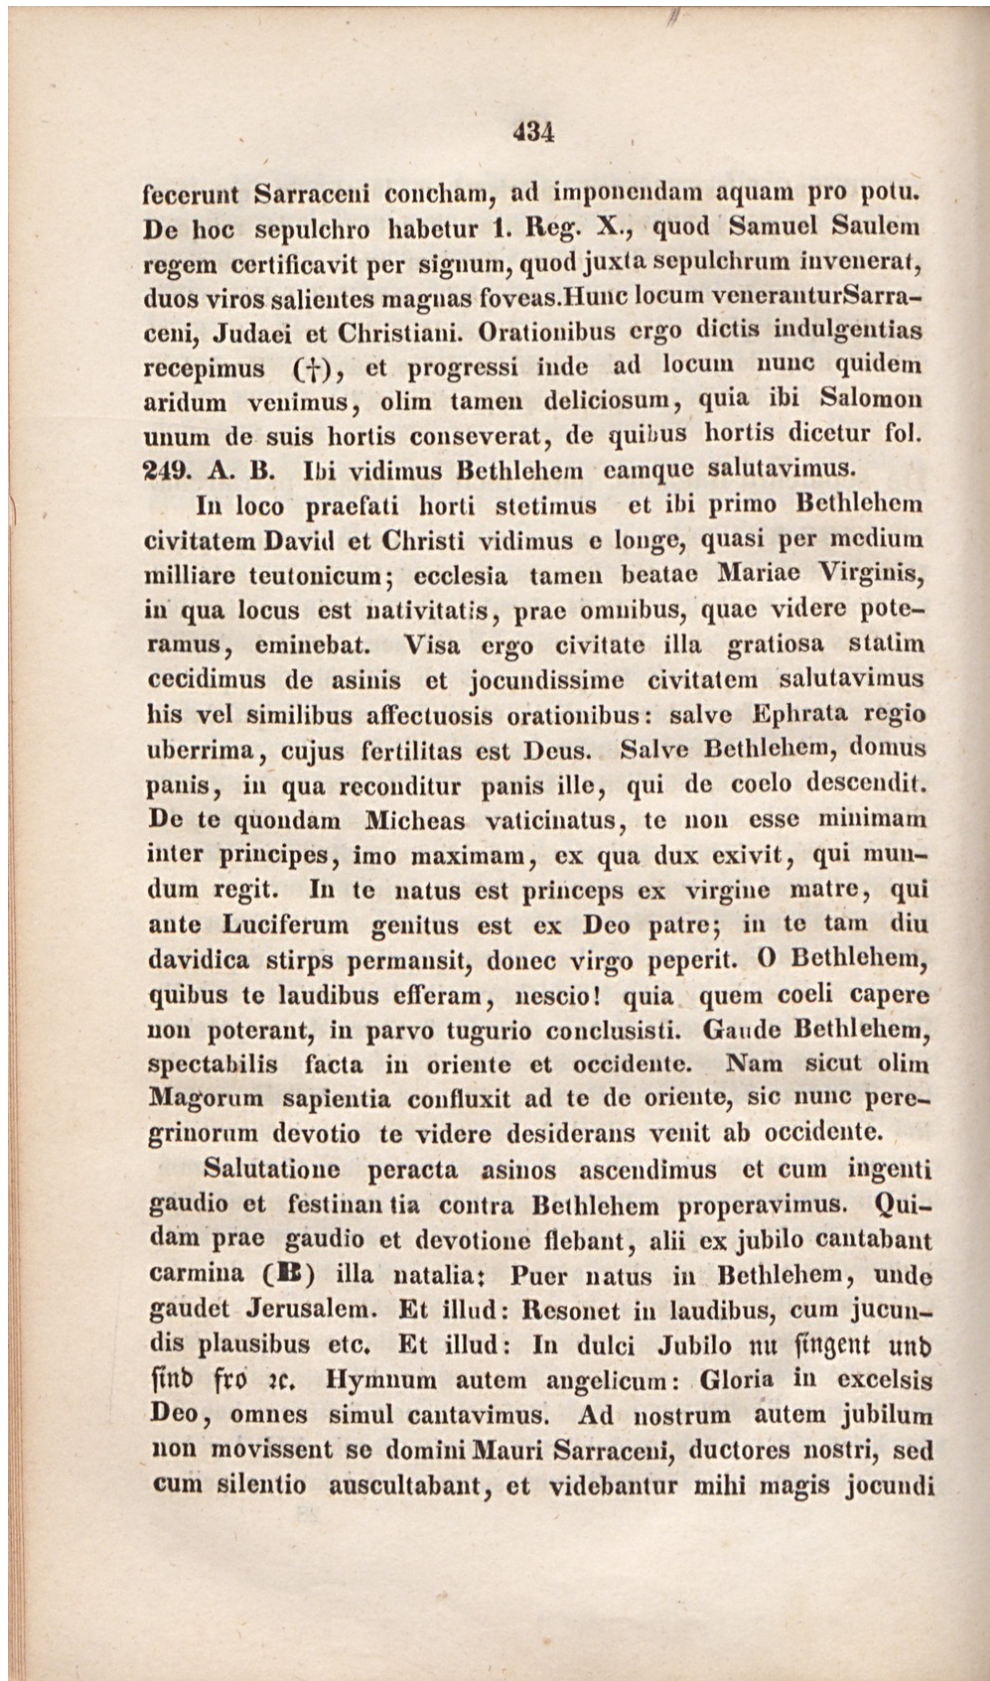 434
fecerunt Sarraceni concham, ad imponendam aquam pro potu.
De hoc sepulchro habetur 1. Reg. X., quod Samuel Saulem
regem certificavit per signum, quod juxta sepulchrum invenerat,
duos viros salientes magnas foveas.Hunc locum veneranturSarra-
ceni, Judaei et Christiani. Orationibus ergo dictis indulgentias
recepimus (†), et progressi inde ad locum nunc quidem
aridum venimus, olim tamen deliciosum, quia ibi Salomon
unum de suis hortis conseverat, de quibus hortis dicetur fol.
249. A. B. Ibi vidimus Bethlehem eamque salutavimus.
In loco praefati horti stetimus et ibi primo Bethlehem
civitatem David et Christi vidimus e longe, quasi per medium
milliare teutonicum; ecclesia tamen beatae Mariae Virginis,
in qua locus est nativitatis, prae omnibus, quae videre pote-
ramus, eminebat. Visa ergo civitate illa gratiosa statim
cecidimus de asinis et jocundissime civitatem salutavimus
his vel similibus affectuosis orationibus: salve Ephrata regio
uberrima, cujus fertilitas est Deus. Salve Bethlehem, domus
panis, in qua reconditur panis ille, qui de coelo descendit.
De te quondam Micheas vaticinatus, te non esse minimam
inter principes, imo maximam, ex qua dux exivit, qui mun-
dum regit. In te natus est princeps ex virgine matre, qui
ante Luciferum genitus est ex Deo patre; in te tam diu
davidica stirps permansit, donec virgo peperit. O Bethlehem,
quibus te laudibus efferam, nescio! quia quem coeli capere
non poterant, in parvo tugurio conclusisti. Gaude Bethlehem,
spectabilis facta in oriente et occidente. Nam sicut olim
Magorum sapientia confluxit ad te de oriente, sic nunc pere-
grinorum devotio te videre desiderans venit ab occidente.
Salutatione peracta asinos ascendimus et cum ingenti
gaudio et festinantia contra Bethlehem properavimus. Qui-
dam prae gaudio et devotione flebant, alii ex jubilo cantabant
carmina (B) illa natalia: Puer natus in Bethlehem, unde
gaudet Jerusalem. Et illud: Resonet in laudibus, cum jucun-
dis plausibus etc. Et illud: In dulci Jubilo nu ſingent und
ſind fro ꝛc. Hymnum autem angelicum: Gloria in excelsis
Deo, omnes simul cantavimus. Ad nostrum autem jubilum
non movissent se domini Mauri Sarraceni, ductores nostri, sed
cum silentio auscultabant, et videbantur mihi magis jocundi